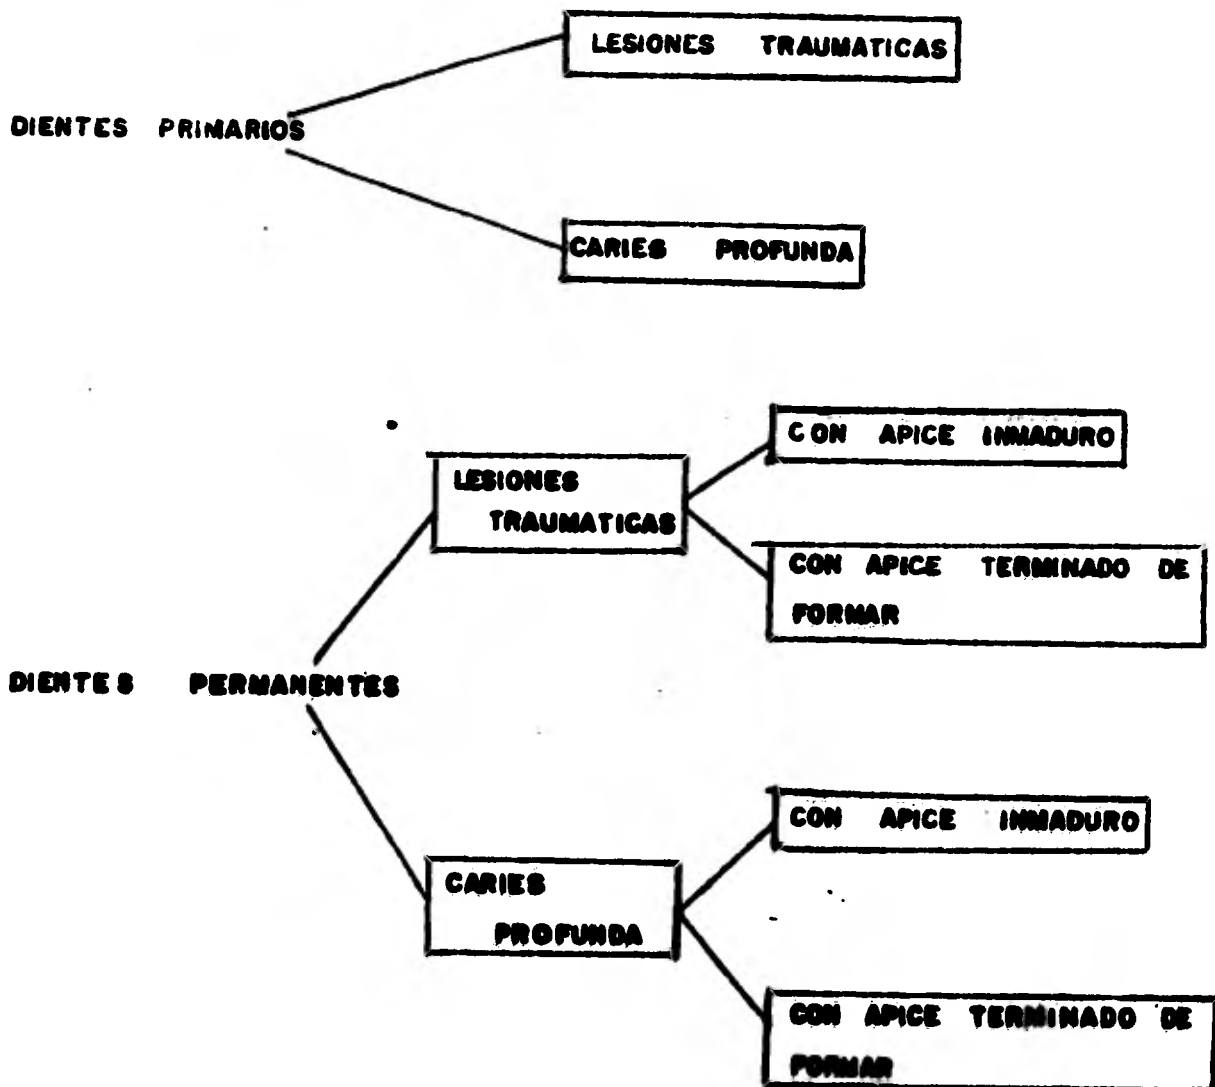 LESIONES TRAUMATICAS
DIENTES PRIMARIOS
CARIES PROFUNDA
CON APICE INMADURO
LESIONES
TRAUMATICAS
CON APICE TERMINADO DE
FORMAR
DIENTES PERMANENTES
CON APICE INMADURO
CARIES
PROFUNDA
CON APICE TERMINADO DE
FORMAR